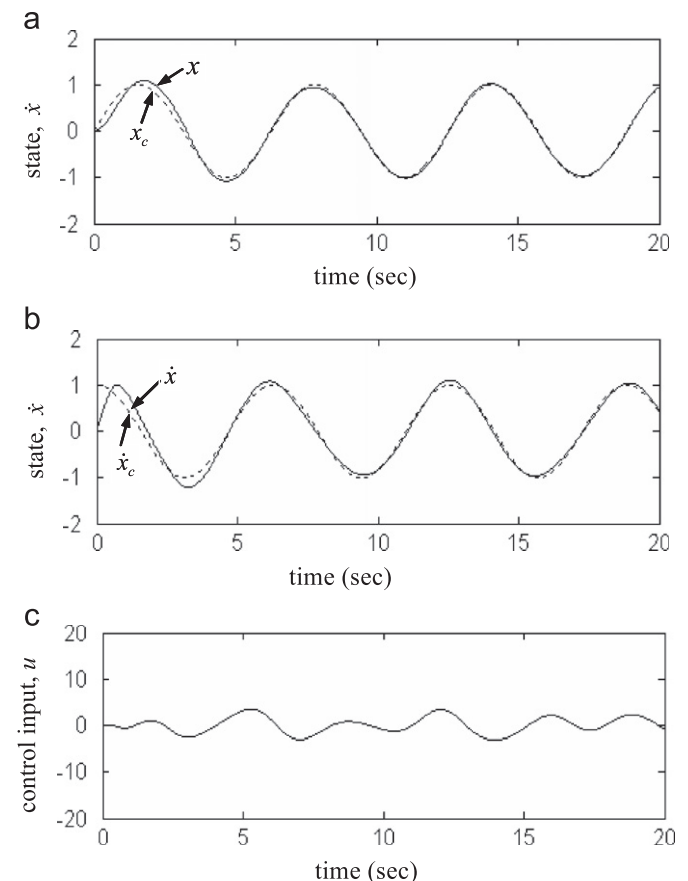 a
2
1
0
-1
-2
state, ẋ
x
x_c
0 5 10 15 20
time (sec)
b
2
1
0
-1
-2
state, ẋ
ẋ
ẋ_c
0 5 10 15 20
time (sec)
c
20
10
0
-10
-20
control input, u
0 5 10 15 20
time (sec)